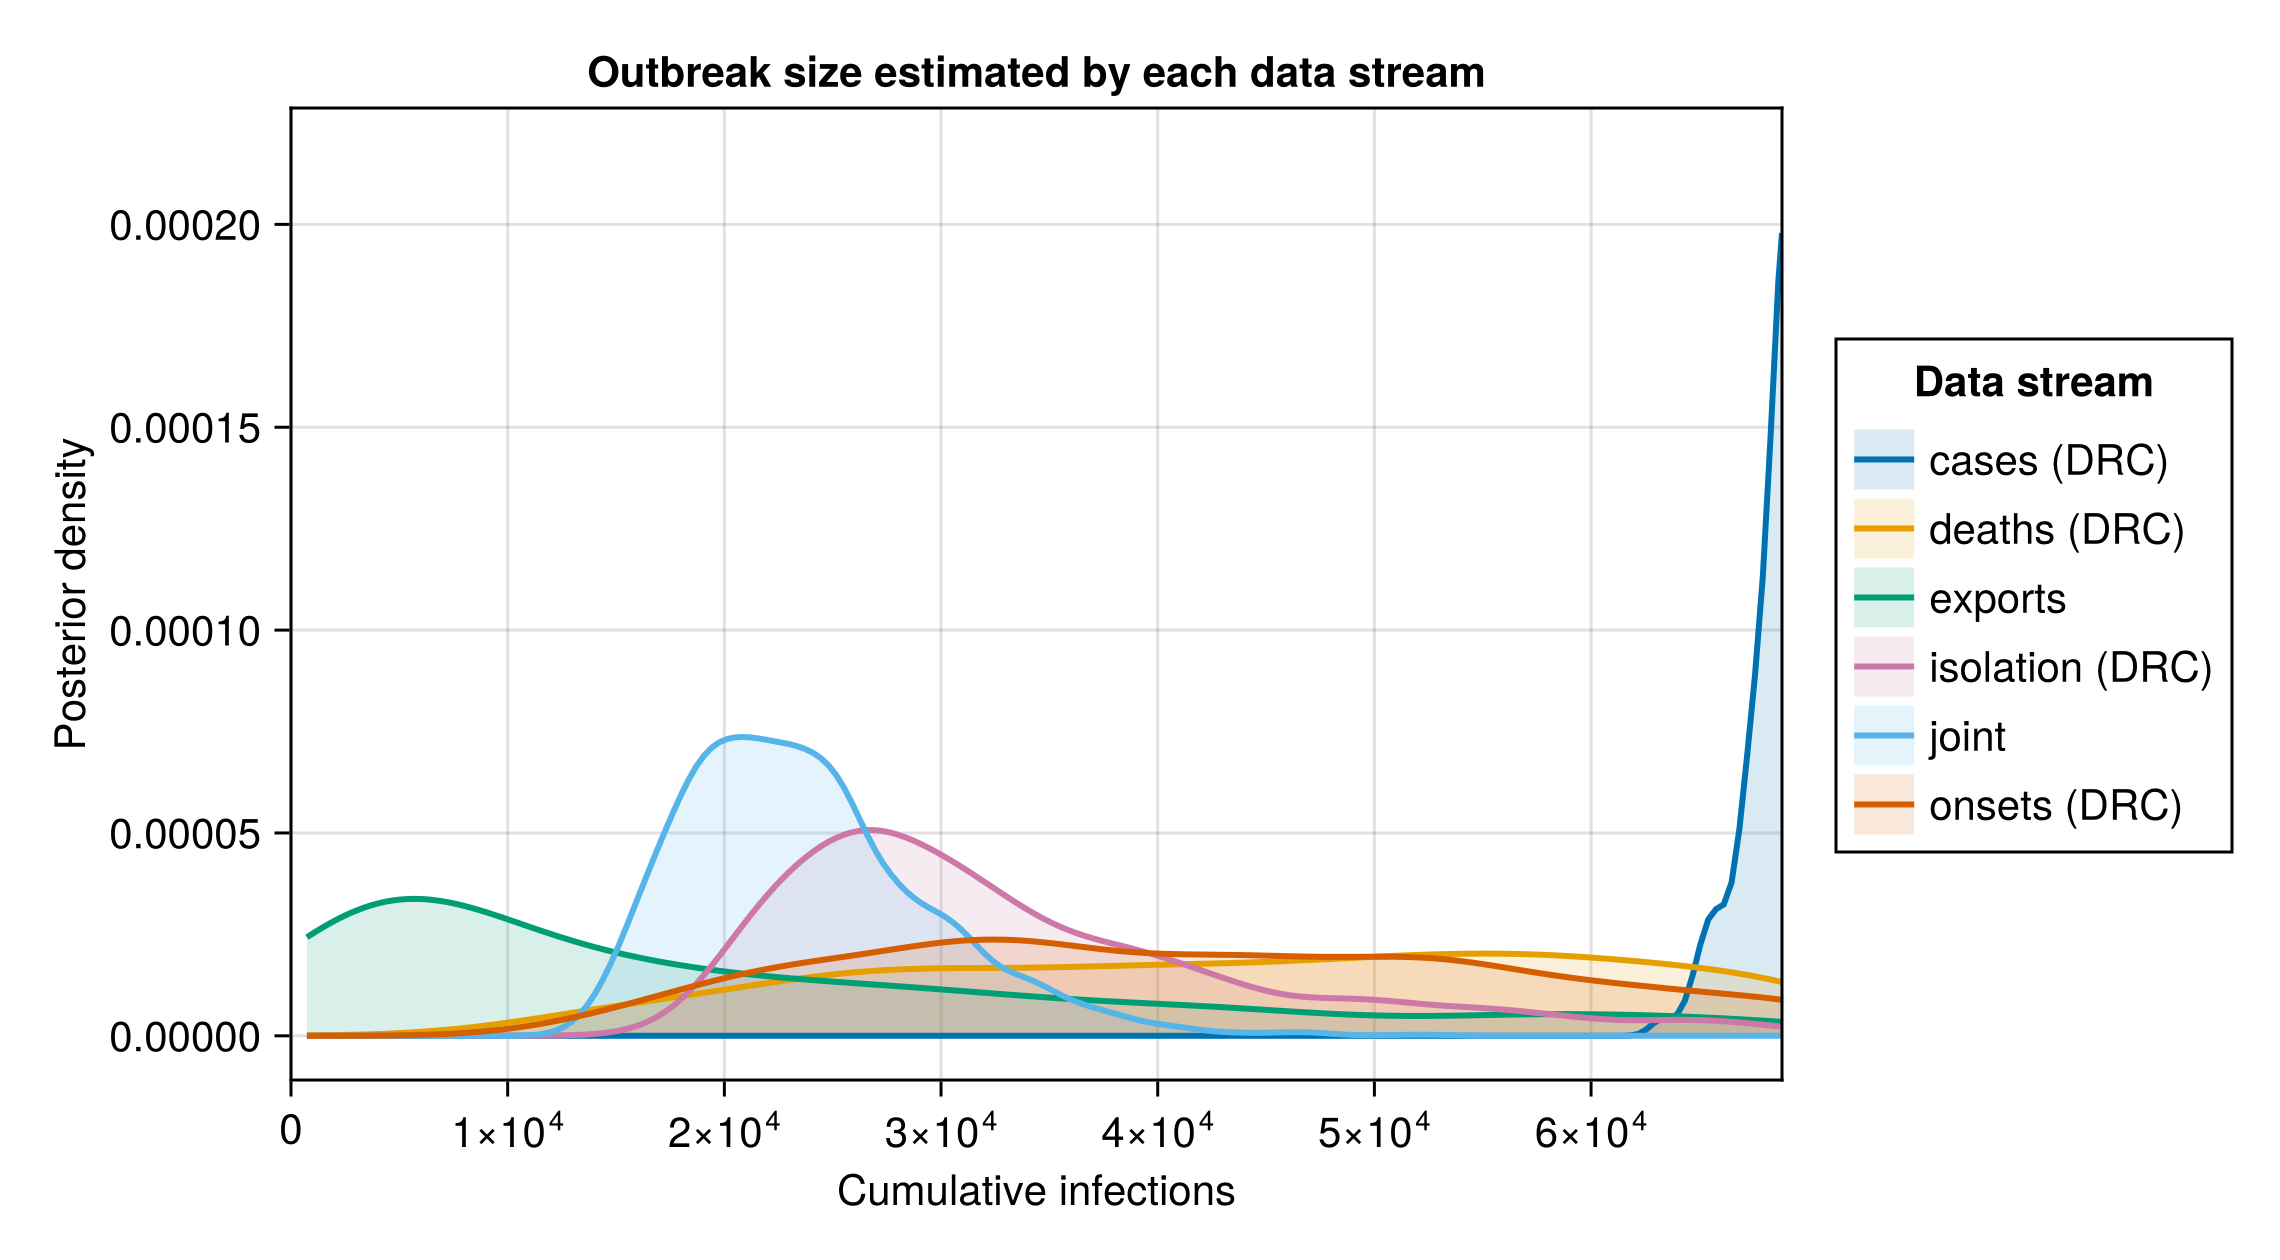 Outbreak size estimated by each data stream
Posterior density
0.00020
0.00015
0.00010
0.00005
0.00000
0
1×10⁴
2×10⁴
3×10⁴
4×10⁴
5×10⁴
6×10⁴
Cumulative infections
Data stream
cases (DRC)
deaths (DRC)
exports
isolation (DRC)
joint
onsets (DRC)